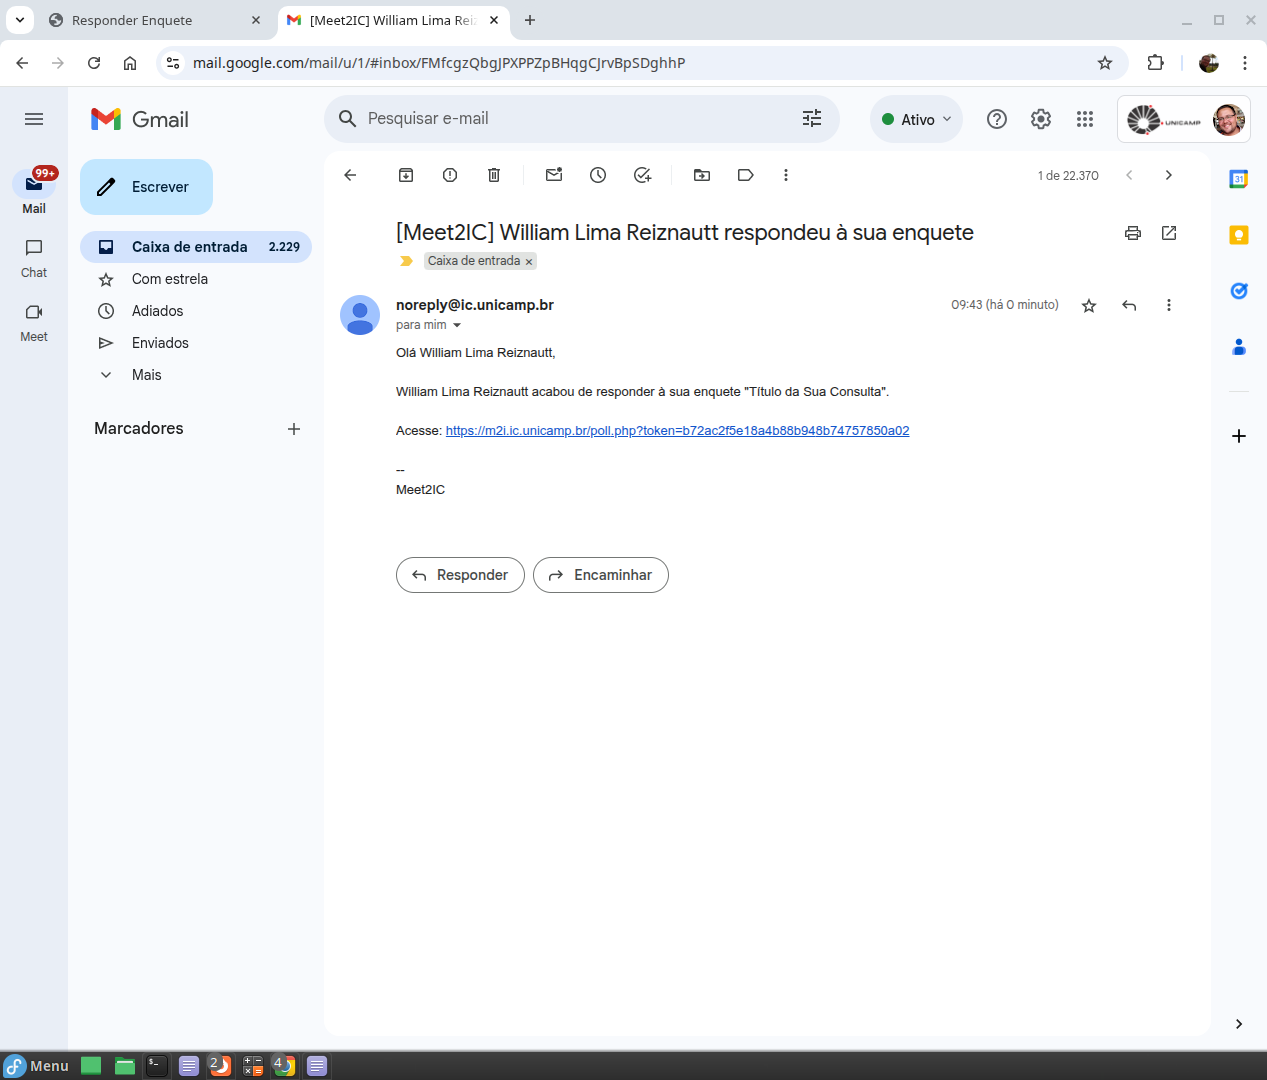 Responder Enquete
[Meet2IC] William Lima Rei
mail.google.com/mail/u/1/#inbox/FMfcgzQbgJPXPPZpBHqgCJrvBpSDghhP
Gmail
Pesquisar e-mail
Ativo
UNICAMP
99+
Mail
Chat
Meet
Escrever
Caixa de entrada 2.229
Com estrela
Adiados
Enviados
Mais
Marcadores
1 de 22.370
31
[Meet2IC] William Lima Reiznautt respondeu à sua enquete
Caixa de entrada
noreply@ic.unicamp.br
09:43 (há 0 minuto)
para mim
Olá William Lima Reiznautt,
William Lima Reiznautt acabou de responder à sua enquete "Título da Sua Consulta".
Acesse: https://m2i.ic.unicamp.br/poll.php?token=b72ac2f5e18a4b88b948b74757850a02
--
Meet2IC
Responder
Encaminhar
Menu
2
4